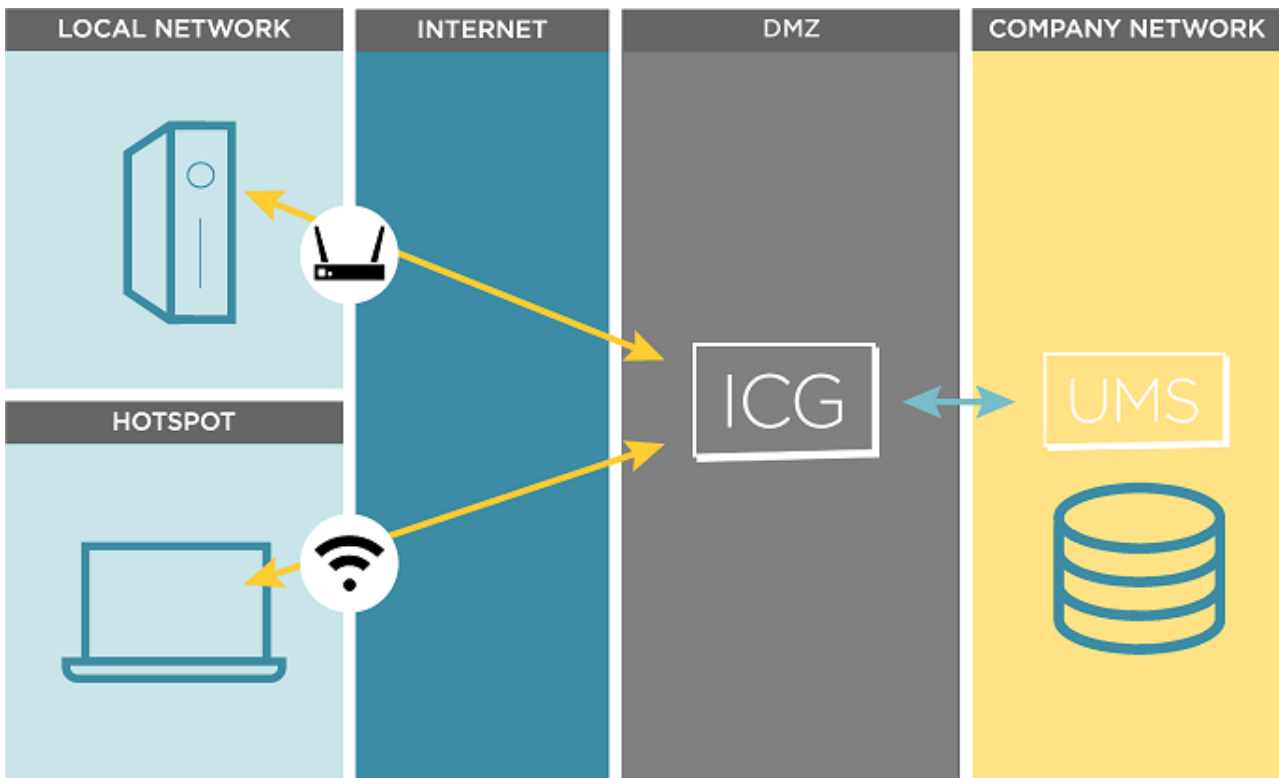 LOCAL NETWORK
INTERNET
DMZ
COMPANY NETWORK
ICG
UMS
HOTSPOT